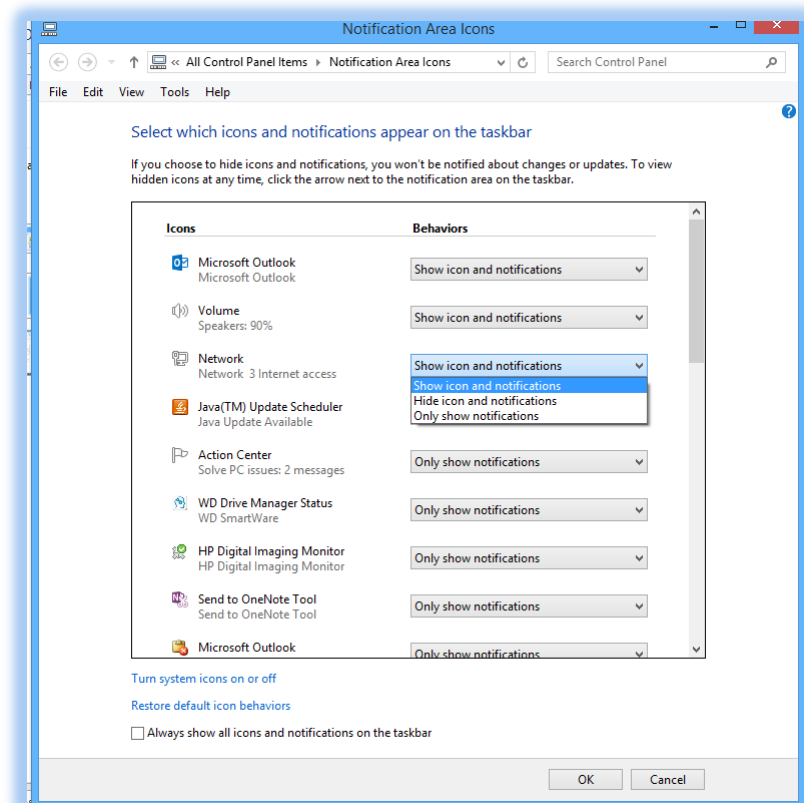 Notification Area Icons
« All Control Panel Items Notification Area Icons
Search Control Panel
File Edit View Tools Help
Select which icons and notifications appear on the taskbar
If you choose to hide icons and notifications, you won't be notified about changes or updates. To view
hidden icons at any time, click the arrow next to the notification area on the taskbar.
Icons Behaviors
Microsoft Outlook
Microsoft Outlook
Show icon and notifications
Volume
Speakers: 90%
Show icon and notifications
Network
Network 3 Internet access
Show icon and notifications
Show icon and notifications
Hide icon and notifications
Only show notifications
Java(TM) Update Scheduler
Java Update Available
Action Center
Solve PC issues: 2 messages
Only show notifications
WD Drive Manager Status
WD SmartWare
Only show notifications
HP Digital Imaging Monitor
HP Digital Imaging Monitor
Only show notifications
Send to OneNote Tool
Send to OneNote Tool
Only show notifications
Microsoft Outlook
Only show notifications
Turn system icons on or off
Restore default icon behaviors
Always show all icons and notifications on the taskbar
OK Cancel